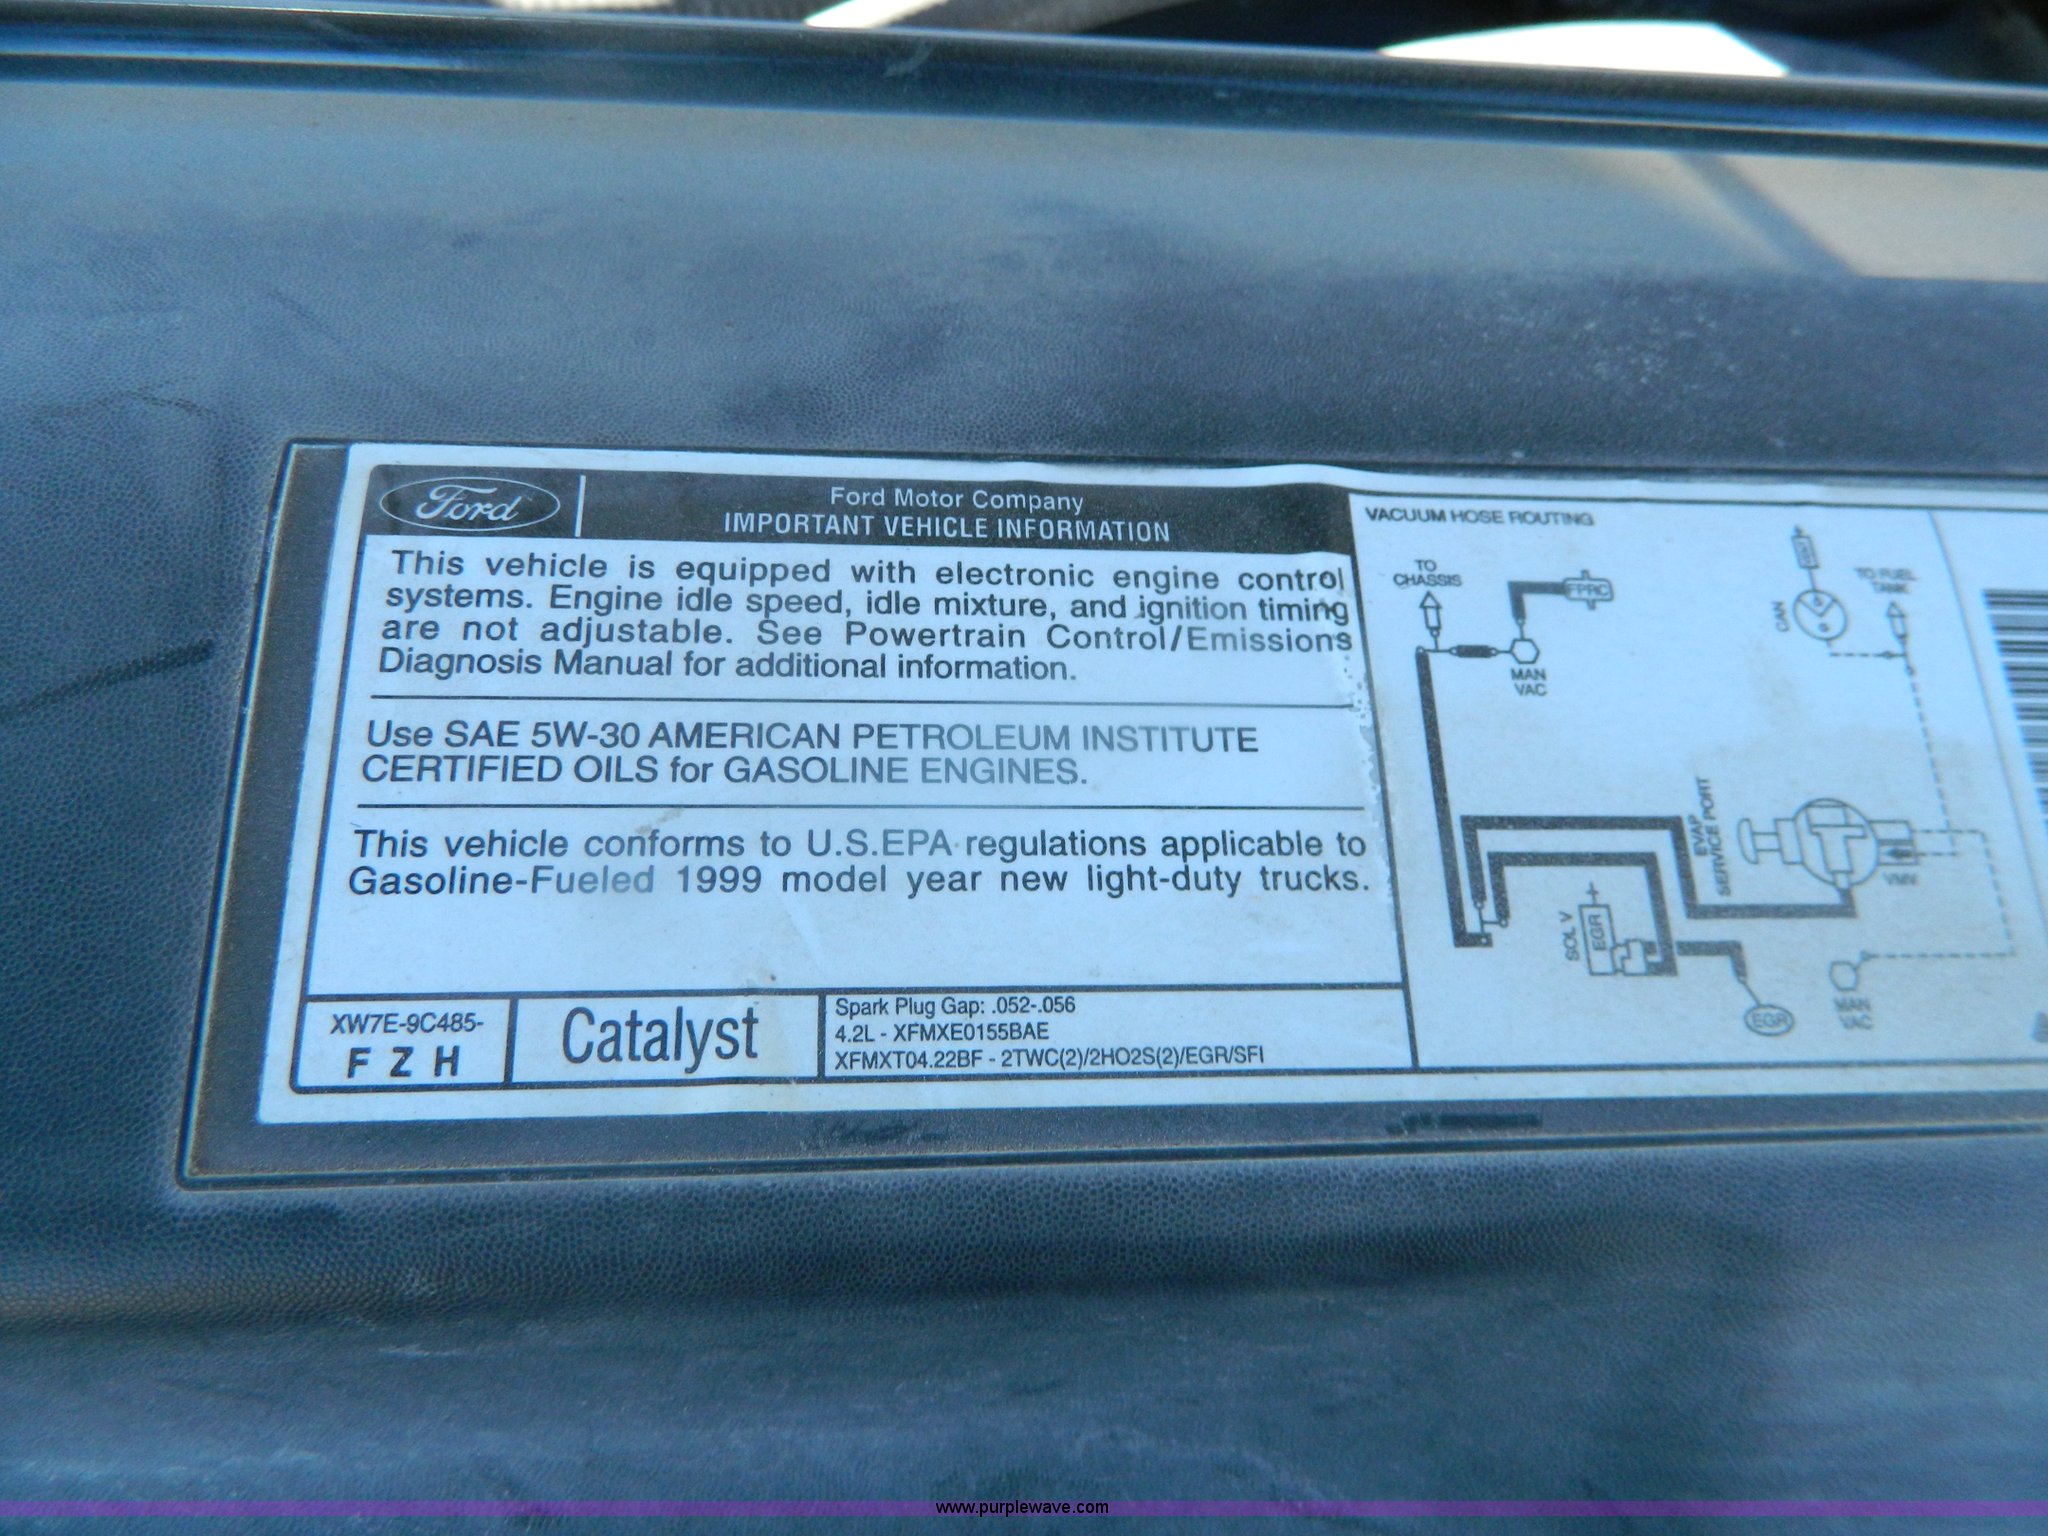 Ford
Ford Motor Company
IMPORTANT VEHICLE INFORMATION
This vehicle is equipped with electronic engine control
systems. Engine idle speed, idle mixture, and ignition timing
are not adjustable. See Powertrain Control/Emissions
Diagnosis Manual for additional information.
Use SAE 5W-30 AMERICAN PETROLEUM INSTITUTE
CERTIFIED OILS for GASOLINE ENGINES.
This vehicle conforms to U.S.EPA regulations applicable to
Gasoline-Fueled 1999 model year new light-duty trucks.
XW7E-9C485-
F Z H
Catalyst
Spark Plug Gap: .052-.056
4.2L - XFMXE0155BAE
XFMXT04.22BF - 2TWC(2)/2HO2S(2)/EGR/SFI
VACUUM HOSE ROUTING
TO
CHASSIS
FPRC
MAN
VAC
CAN
TO FUEL
TANK
EVAP
SERVICE PORT
VMV
SOL V
EGR
EGR
MAN
VAC
www.purplewave.com